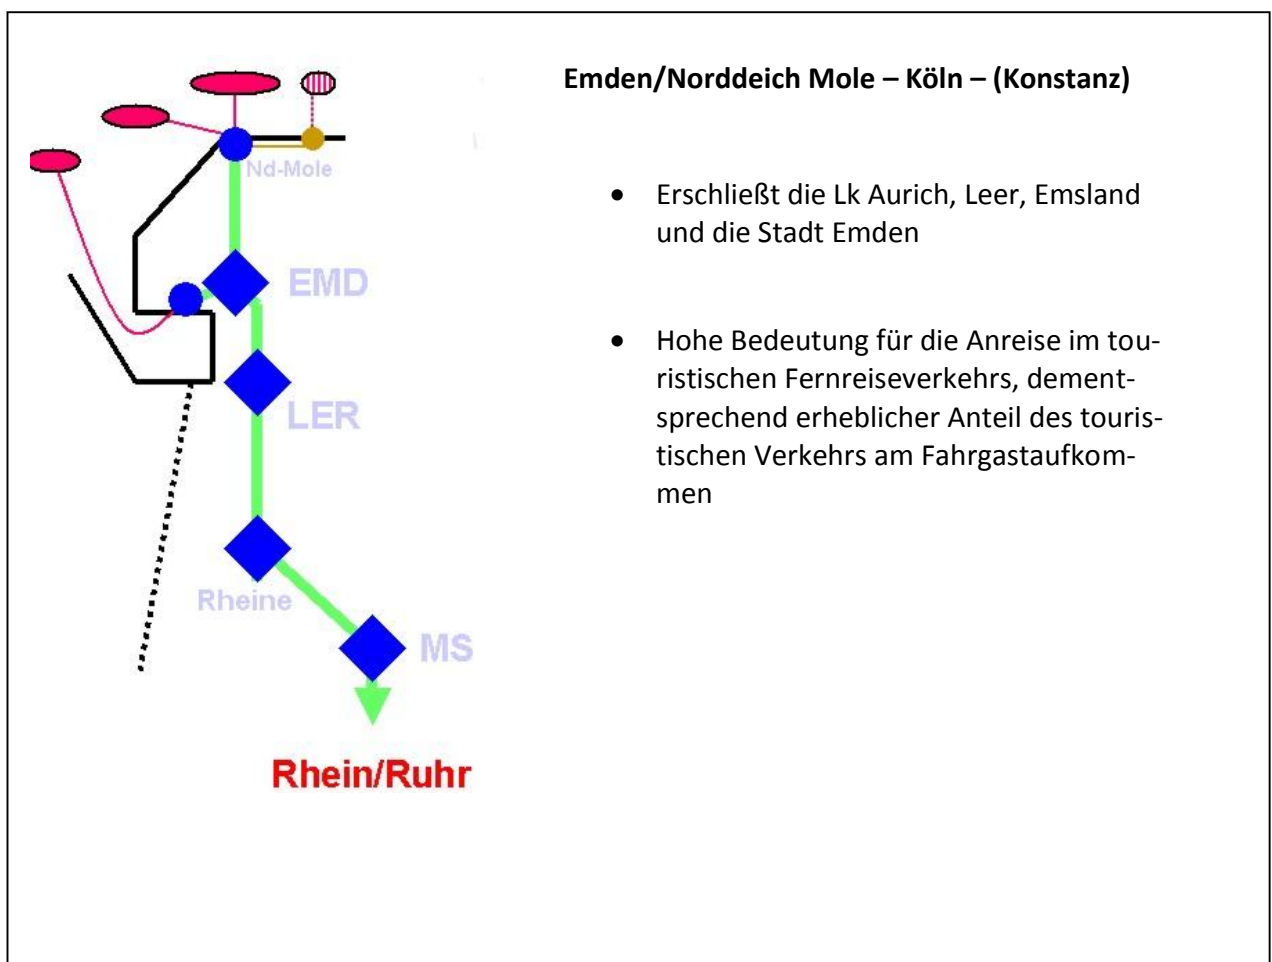 Emden/Norddeich Mole – Köln – (Konstanz)
• Erschließt die Lk Aurich, Leer, Emsland
und die Stadt Emden
• Hohe Bedeutung für die Anreise im tou-
ristischen Fernreiseverkehrs, dement-
sprechend erheblicher Anteil des touris-
tischen Verkehrs am Fahrgastaufkom-
men
Nd-Mole
EMD
LER
Rheine
MS
Rhein/Ruhr